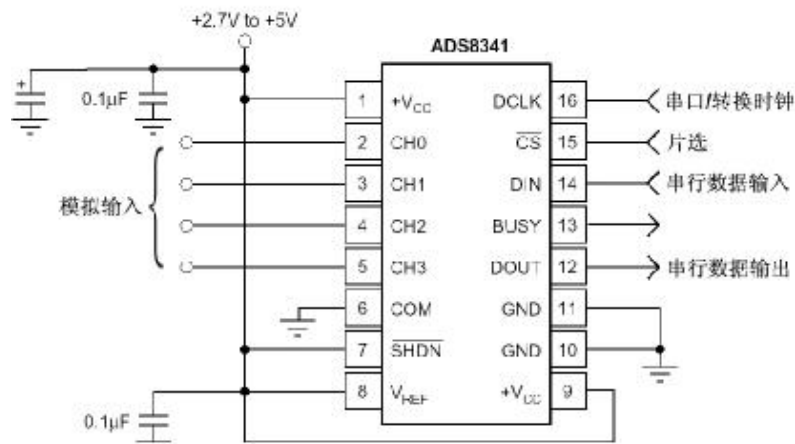 +2.7V to +5V
ADS8341
+
0.1μF
1 +VCC DCLK 16 串口/转换时钟
2 CH0 CS 15 片选
模拟输入
3 CH1 DIN 14 串行数据输入
4 CH2 BUSY 13
5 CH3 DOUT 12 串行数据输出
6 COM GND 11
7 SHDN GND 10
8 VREF +VCC 9
0.1μF